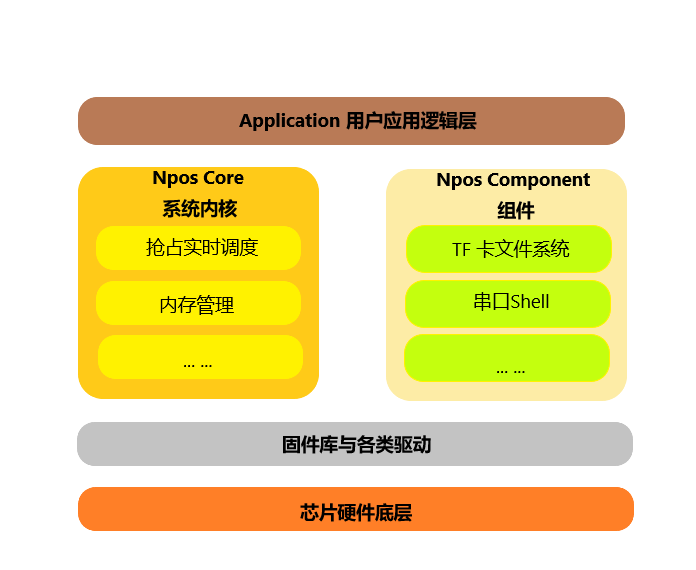 Application 用户应用逻辑层
Npos Core
系统内核
抢占实时调度
内存管理
... ...
Npos Component
组件
TF 卡文件系统
串口Shell
... ...
固件库与各类驱动
芯片硬件底层